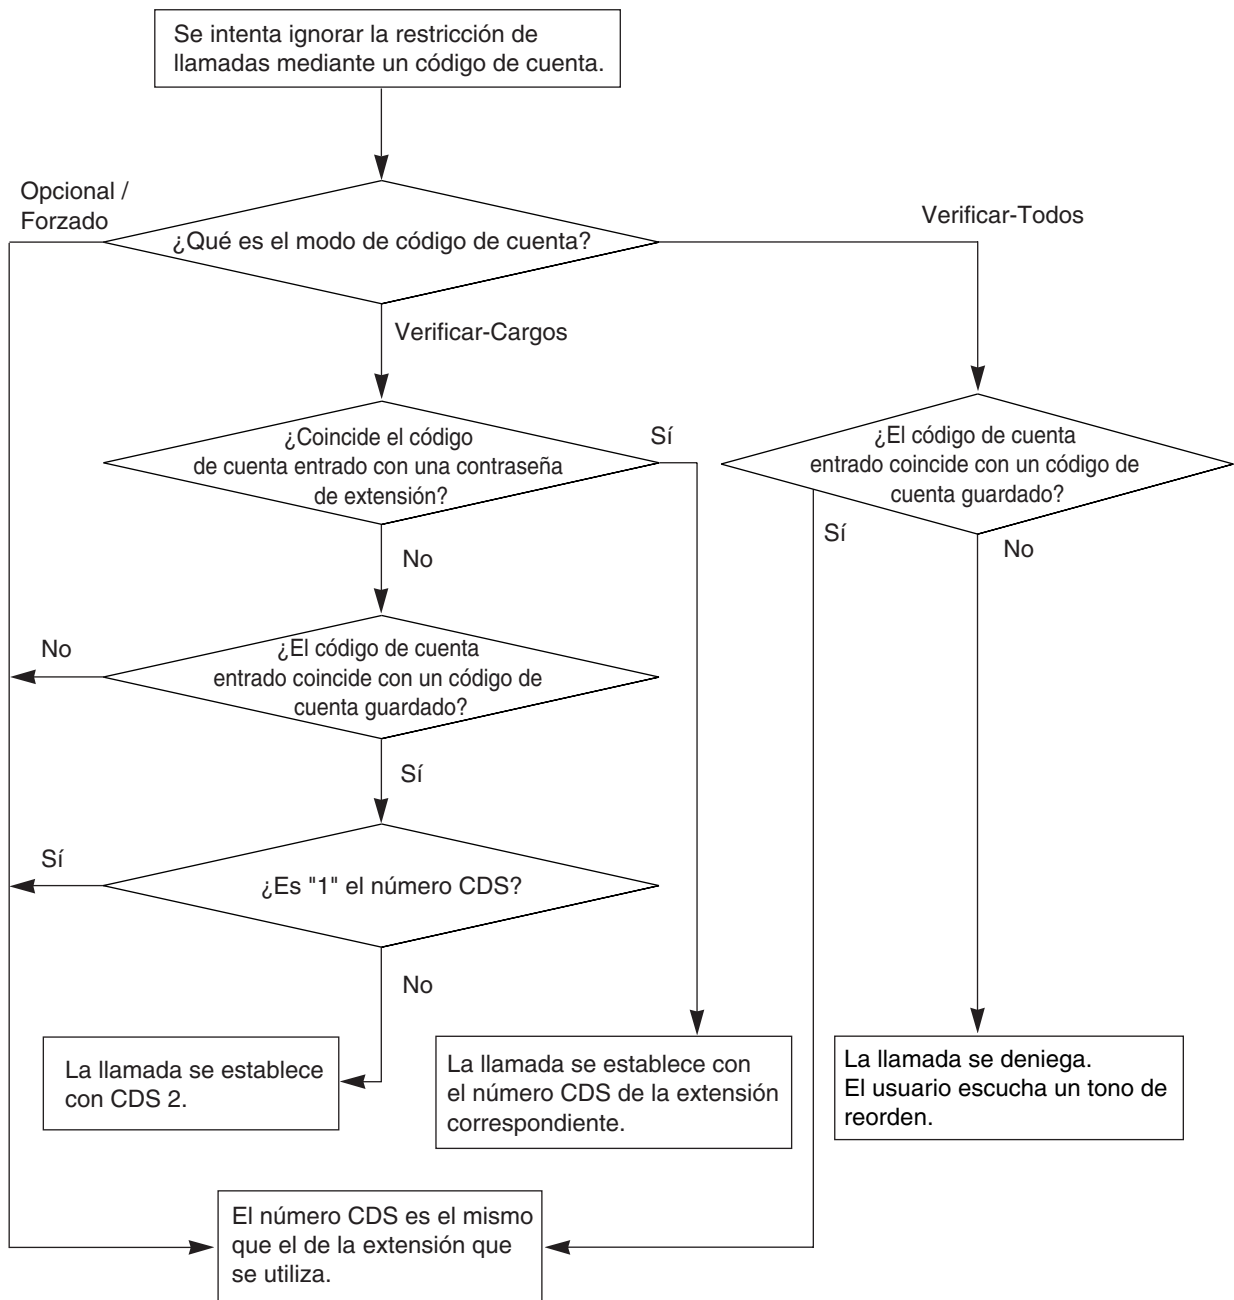 Se intenta ignorar la restricción de
llamadas mediante un código de cuenta.
Opcional /
Forzado
Verificar-Todos
¿Qué es el modo de código de cuenta?
Verificar-Cargos
¿Coincide el código
de cuenta entrado con una contraseña
de extensión?
Sí
¿El código de cuenta
entrado coincide con un código de
cuenta guardado?
Sí
No
No
No
¿El código de cuenta
entrado coincide con un código de
cuenta guardado?
Sí
Sí
¿Es "1" el número CDS?
No
La llamada se establece
con CDS 2.
La llamada se establece con
el número CDS de la extensión
correspondiente.
La llamada se deniega.
El usuario escucha un tono de
reorden.
El número CDS es el mismo
que el de la extensión que
se utiliza.